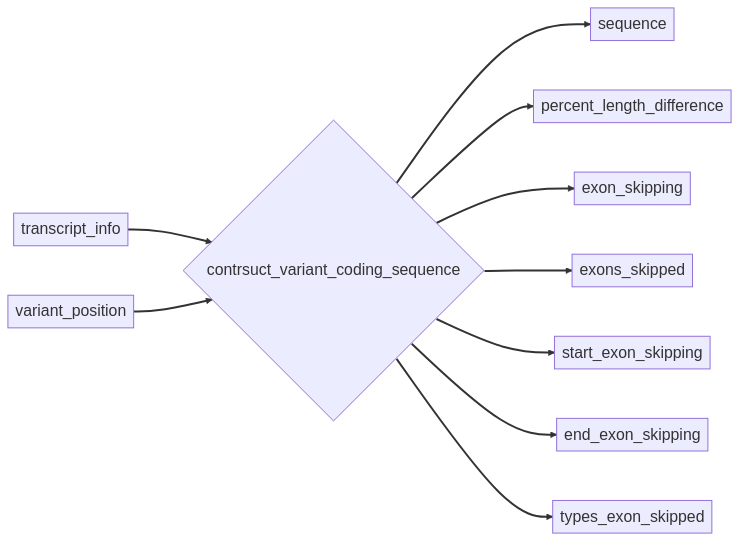 transcript_info
variant_position
contrsuct_variant_coding_sequence
sequence
percent_length_difference
exon_skipping
exons_skipped
start_exon_skipping
end_exon_skipping
types_exon_skipped